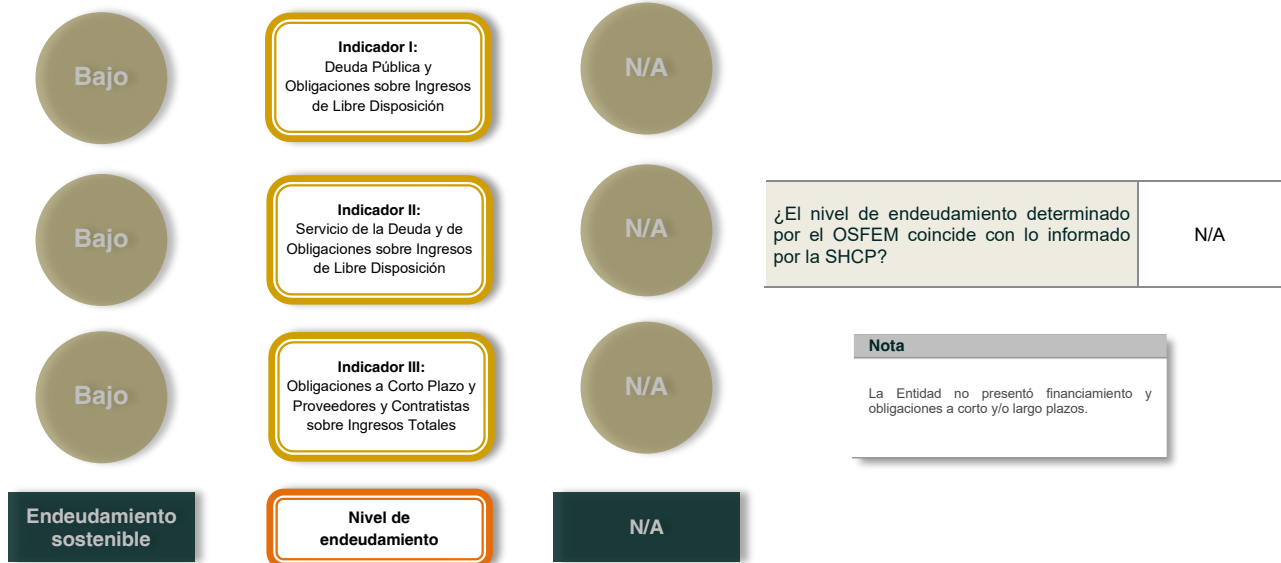 Bajo
Indicador I:
Deuda Pública y
Obligaciones sobre Ingresos
de Libre Disposición
N/A
Bajo
Indicador II:
Servicio de la Deuda y de
Obligaciones sobre Ingresos
de Libre Disposición
N/A
¿El nivel de endeudamiento determinado
por el OSFEM coincide con lo informado
por la SHCP?
N/A
Bajo
Indicador III:
Obligaciones a Corto Plazo y
Proveedores y Contratistas
sobre Ingresos Totales
N/A
Nota
La Entidad no presentó financiamiento y
obligaciones a corto y/o largo plazos.
Endeudamiento
sostenible
Nivel de
endeudamiento
N/A